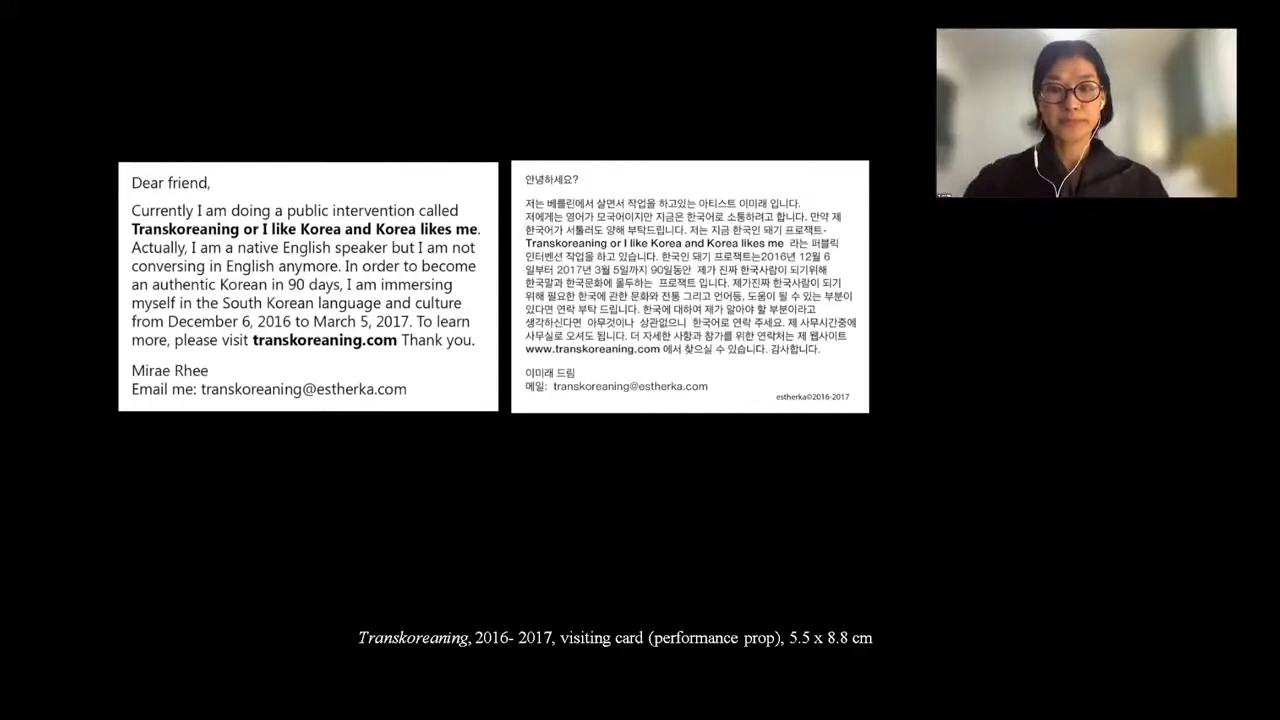 Dear friend,
Currently I am doing a public intervention called
Transkoreaning or I like Korea and Korea likes me.
Actually, I am a native English speaker but I am not
conversing in English anymore. In order to become
an authentic Korean in 90 days, I am immersing
myself in the South Korean language and culture
from December 6, 2016 to March 5, 2017. To learn
more, please visit transkoreaning.com Thank you.
Mirae Rhee
Email me: transkoreaning@estherka.com
안녕하세요?
저는 베를린에서 살면서 작업을 하고있는 아티스트 이미래 입니다.
저에게는 영어가 모국어이지만 지금은 한국어로 소통하려고 합니다. 만약 제
한국어가 서툴러도 양해 부탁드립니다. 저는 지금 한국인 돼기 프로젝트-
Transkoreaning or I like Korea and Korea likes me 라는 퍼블릭
인터벤션 작업을 하고 있습니다. 한국인 돼기 프로젝트는2016년 12월 6
일부터 2017년 3월 5일까지 90일동안 제가 진짜 한국사람이 되기위해
한국말과 한국문화에 몰두하는 프로젝트 입니다. 제가진짜 한국사람이 되기
위해 필요한 한국에 관한 문화와 전통 그리고 언어등, 도움이 될 수 있는 부분이
있다면 연락 부탁 드립니다. 한국에 대하여 제가 알아야 할 부분이라고
생각하신다면 아무것이나 상관없으니 한국어로 연락 주세요. 제 사무시간중에
사무실로 오셔도 됩니다. 더 자세한 사항과 참가를 위한 연락처는 제 웹사이트
www.transkoreaning.com 에서 찾으실 수 있습니다. 감사합니다.
이미래 드림
메일: transkoreaning@estherka.com
estherka©2016-2017
Transkoreaning, 2016- 2017, visiting card (performance prop), 5.5 x 8.8 cm